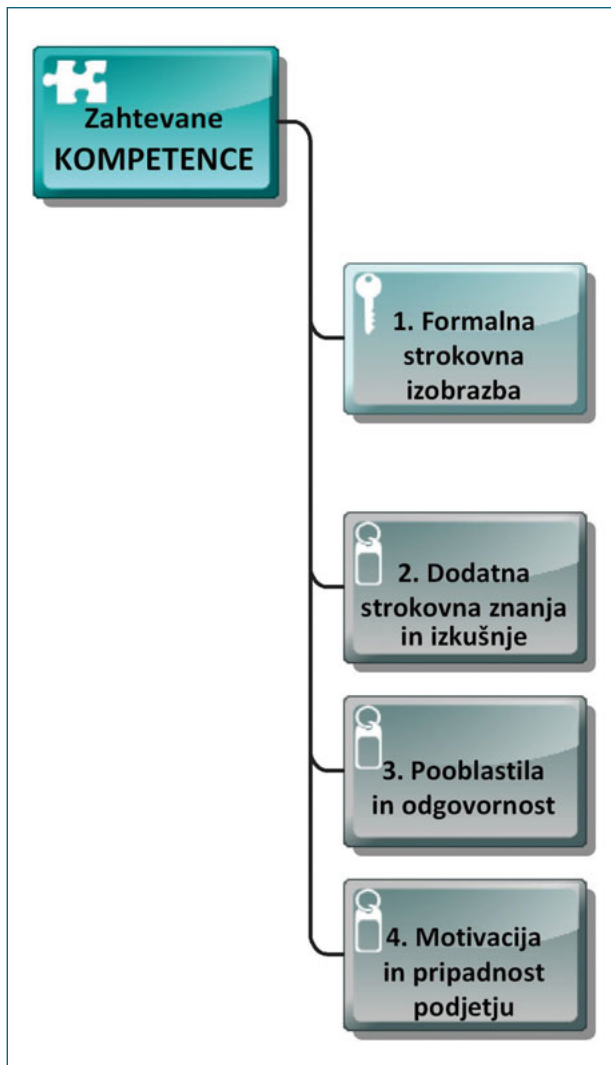 Zahtevane
KOMPETENCE
1. Formalna
strokovna
izobrazba
2. Dodatna
strokovna znanja
in izkušnje
3. Pooblastila
in odgovornost
4. Motivacija
in pripadnost
podjetju